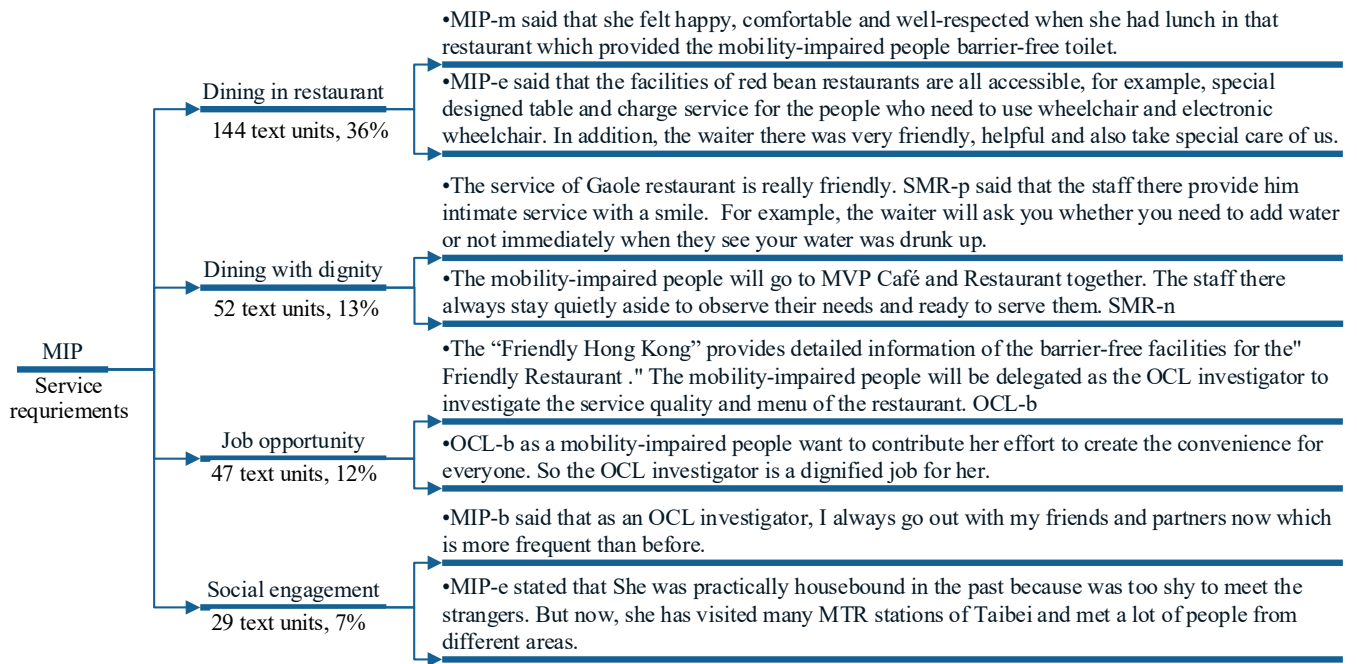 •MIP-m said that she felt happy, comfortable and well-respected when she had lunch in that
restaurant which provided the mobility-impaired people barrier-free toilet.
Dining in restaurant
144 text units, 36%
•MIP-e said that the facilities of red bean restaurants are all accessible, for example, special
designed table and charge service for the people who need to use wheelchair and electronic
wheelchair. In addition, the waiter there was very friendly, helpful and also take special care of us.
•The service of Gaole restaurant is really friendly. SMR-p said that the staff there provide him
intimate service with a smile.  For example, the waiter will ask you whether you need to add water
or not immediately when they see your water was drunk up.
Dining with dignity
52 text units, 13%
•The mobility-impaired people will go to MVP Café and Restaurant together. The staff there
always stay quietly aside to observe their needs and ready to serve them. SMR-n
MIP
Service
requriements
•The “Friendly Hong Kong” provides detailed information of the barrier-free facilities for the"
Friendly Restaurant ." The mobility-impaired people will be delegated as the OCL investigator to
investigate the service quality and menu of the restaurant. OCL-b
Job opportunity
47 text units, 12%
•OCL-b as a mobility-impaired people want to contribute her effort to create the convenience for
everyone. So the OCL investigator is a dignified job for her.
•MIP-b said that as an OCL investigator, I always go out with my friends and partners now which
is more frequent than before.
Social engagement
29 text units, 7%
•MIP-e stated that She was practically housebound in the past because was too shy to meet the
strangers. But now, she has visited many MTR stations of Taibei and met a lot of people from
different areas.